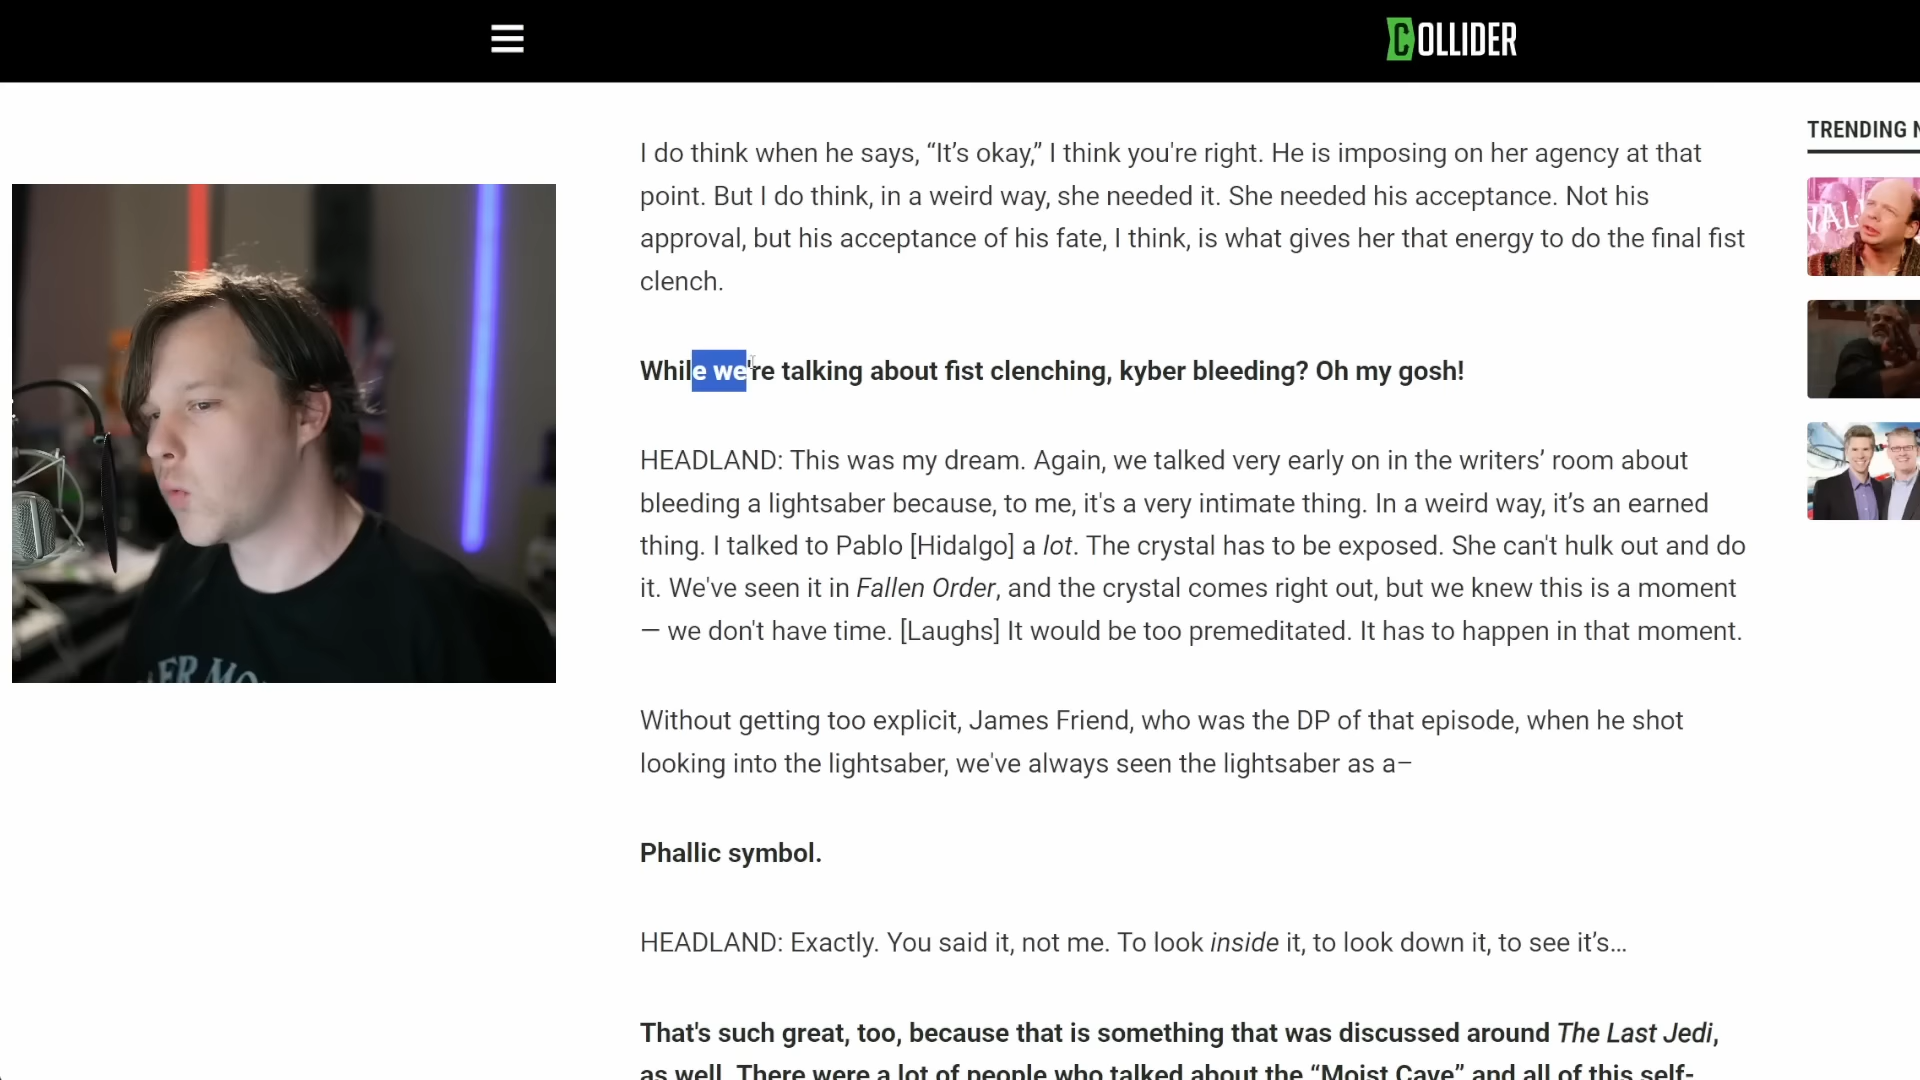 COLLIDER
TRENDING N
I do think when he says, “It’s okay,” I think you're right. He is imposing on her agency at that
point. But I do think, in a weird way, she needed it. She needed his acceptance. Not his
approval, but his acceptance of his fate, I think, is what gives her that energy to do the final fist
clench.
While we're talking about fist clenching, kyber bleeding? Oh my gosh!
HEADLAND: This was my dream. Again, we talked very early on in the writers’ room about
bleeding a lightsaber because, to me, it's a very intimate thing. In a weird way, it’s an earned
thing. I talked to Pablo [Hidalgo] a lot. The crystal has to be exposed. She can't hulk out and do
it. We've seen it in Fallen Order, and the crystal comes right out, but we knew this is a moment
— we don't have time. [Laughs] It would be too premeditated. It has to happen in that moment.
Without getting too explicit, James Friend, who was the DP of that episode, when he shot
looking into the lightsaber, we've always seen the lightsaber as a–
Phallic symbol.
HEADLAND: Exactly. You said it, not me. To look inside it, to look down it, to see it’s…
That's such great, too, because that is something that was discussed around The Last Jedi,
as well. There were a lot of people who talked about the “Moist Cave” and all of this self-